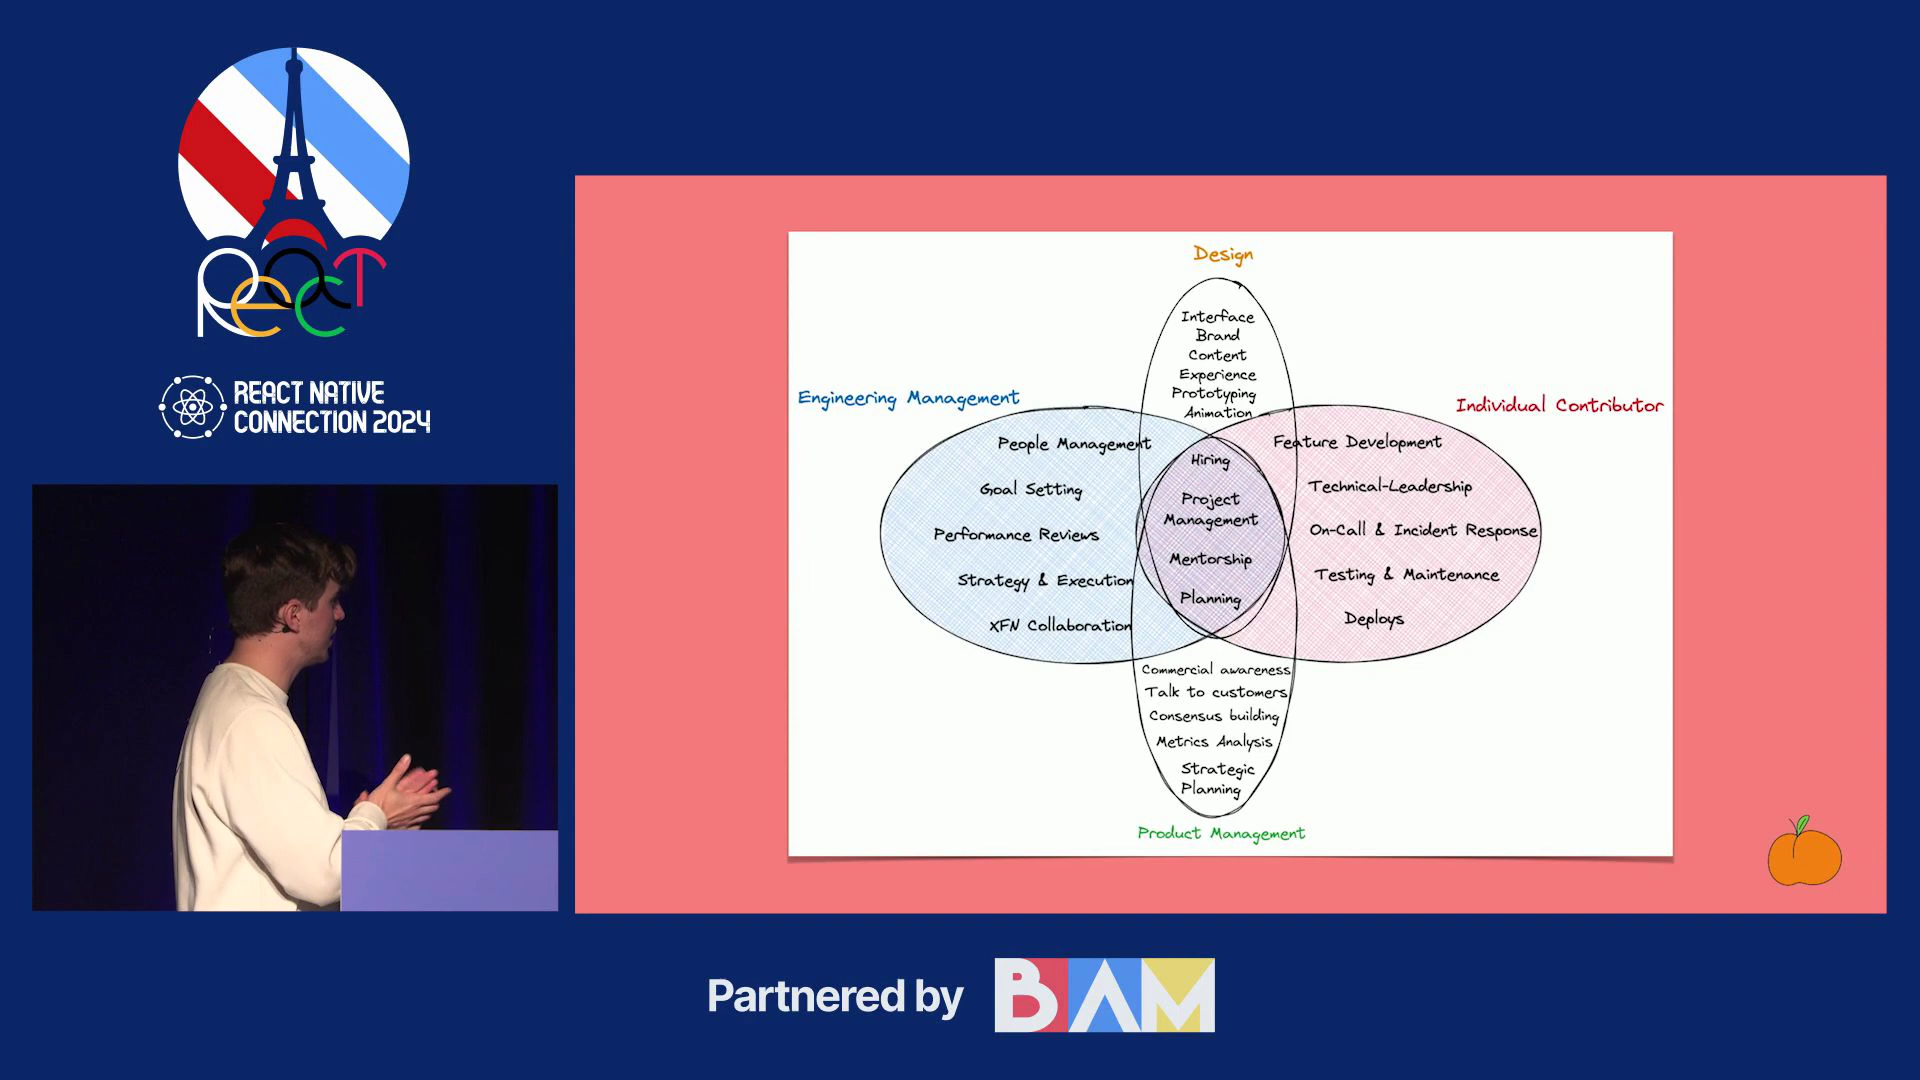 React
REACT NATIVE
CONNECTION 2024
Design
Interface
Brand
Content
Experience
Prototyping
Animation
Engineering Management
People Management
Goal Setting
Performance Reviews
Strategy & Execution
XFN Collaboration
Hiring
Project
Management
Mentorship
Planning
Individual Contributor
Feature Development
Technical-Leadership
On-Call & Incident Response
Testing & Maintenance
Deploys
Commercial awareness
Talk to customers
Consensus building
Metrics Analysis
Strategic
Planning
Product Management
Partnered by
BAM